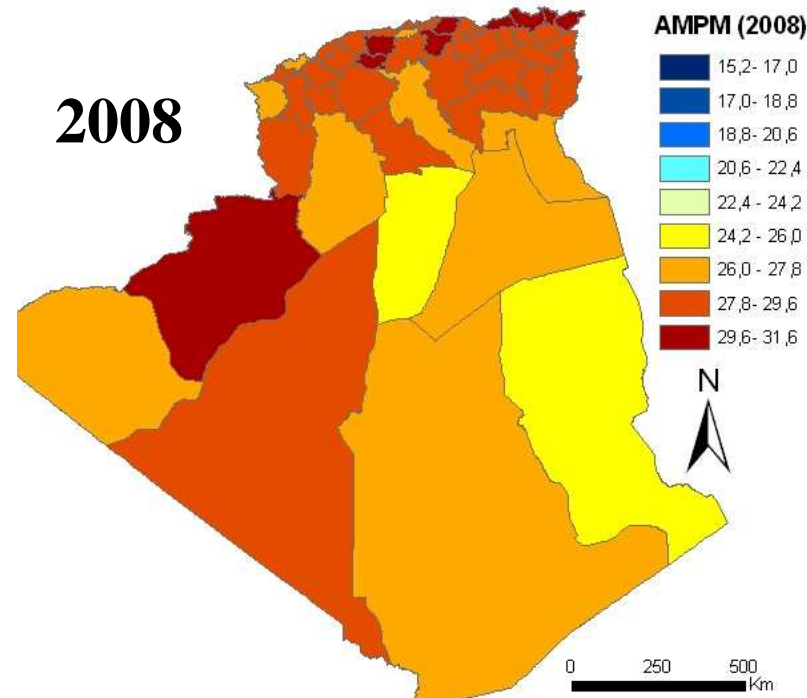 AMPM (2008)
2008
15,2- 17,0
17,0- 18,8
18,8- 20,6
20,6 - 22,4
22,4 - 24,2
24,2 - 26,0
26,0 - 27,8
27,8- 29,6
29,6- 31,6
N
0 250 500
Km